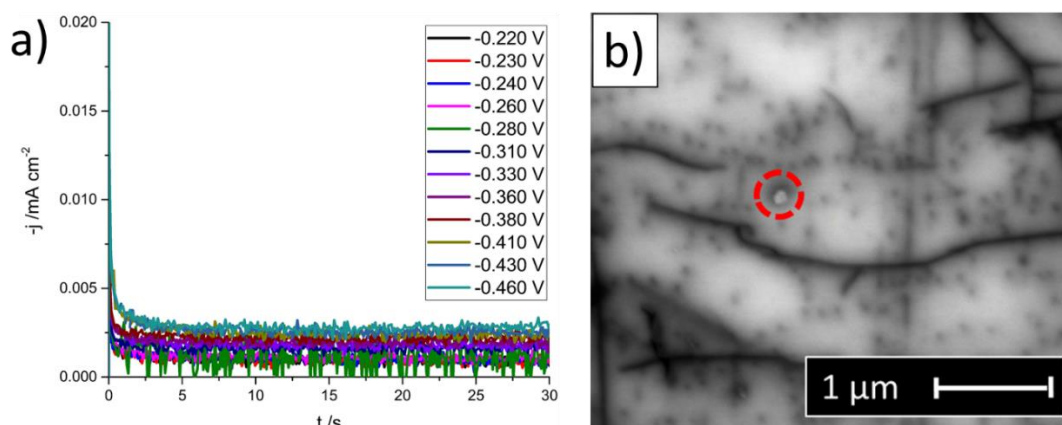 a)
-j /mA cm⁻²
0.020
0.015
0.010
0.005
0.000
0
5
10
15
20
25
30
t /s
-0.220 V
-0.230 V
-0.240 V
-0.260 V
-0.280 V
-0.310 V
-0.330 V
-0.360 V
-0.380 V
-0.410 V
-0.430 V
-0.460 V
b)
1 µm